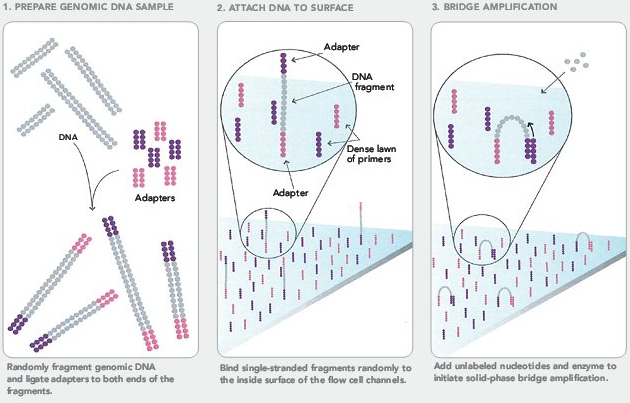 1. PREPARE GENOMIC DNA SAMPLE
DNA
Adapters
Randomly fragment genomic DNA
and ligate adapters to both ends of the
fragments.
2. ATTACH DNA TO SURFACE
Adapter
DNA
fragment
Dense lawn
of primers
Adapter
Bind single-stranded fragments randomly to
the inside surface of the flow cell channels.
3. BRIDGE AMPLIFICATION
Add unlabeled nucleotides and enzyme to
initiate solid-phase bridge amplification.